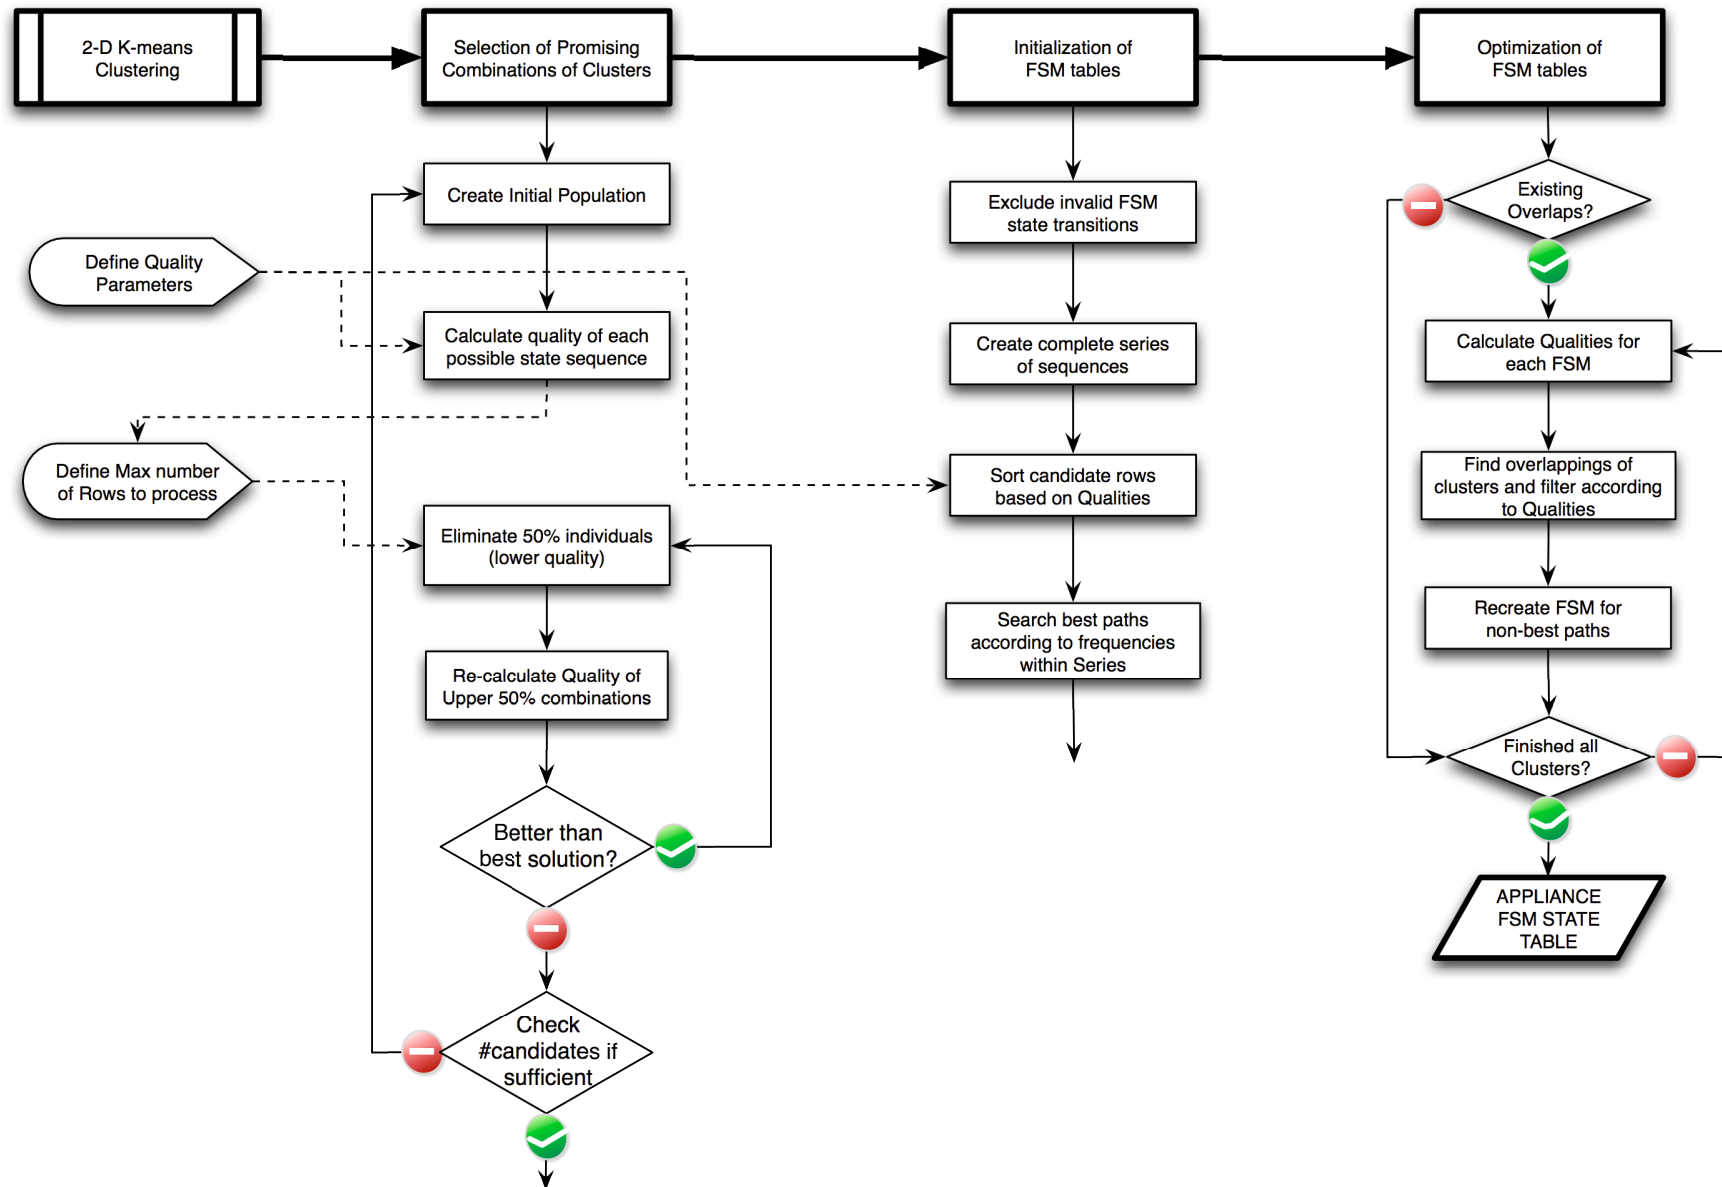 2-D K-means
Clustering
Selection of Promising
Combinations of Clusters
Initialization of
FSM tables
Optimization of
FSM tables
Create Initial Population
Define Quality
Parameters
Calculate quality of each
possible state sequence
Define Max number
of Rows to process
Eliminate 50% individuals
(lower quality)
Re-calculate Quality of
Upper 50% combinations
Better than
best solution?
Check
#candidates if
sufficient
Exclude invalid FSM
state transitions
Create complete series
of sequences
Sort candidate rows
based on Qualities
Search best paths
according to frequencies
within Series
Existing
Overlaps?
Calculate Qualities for
each FSM
Find overlappings of
clusters and filter according
to Qualities
Recreate FSM for
non-best paths
Finished all
Clusters?
APPLIANCE
FSM STATE
TABLE